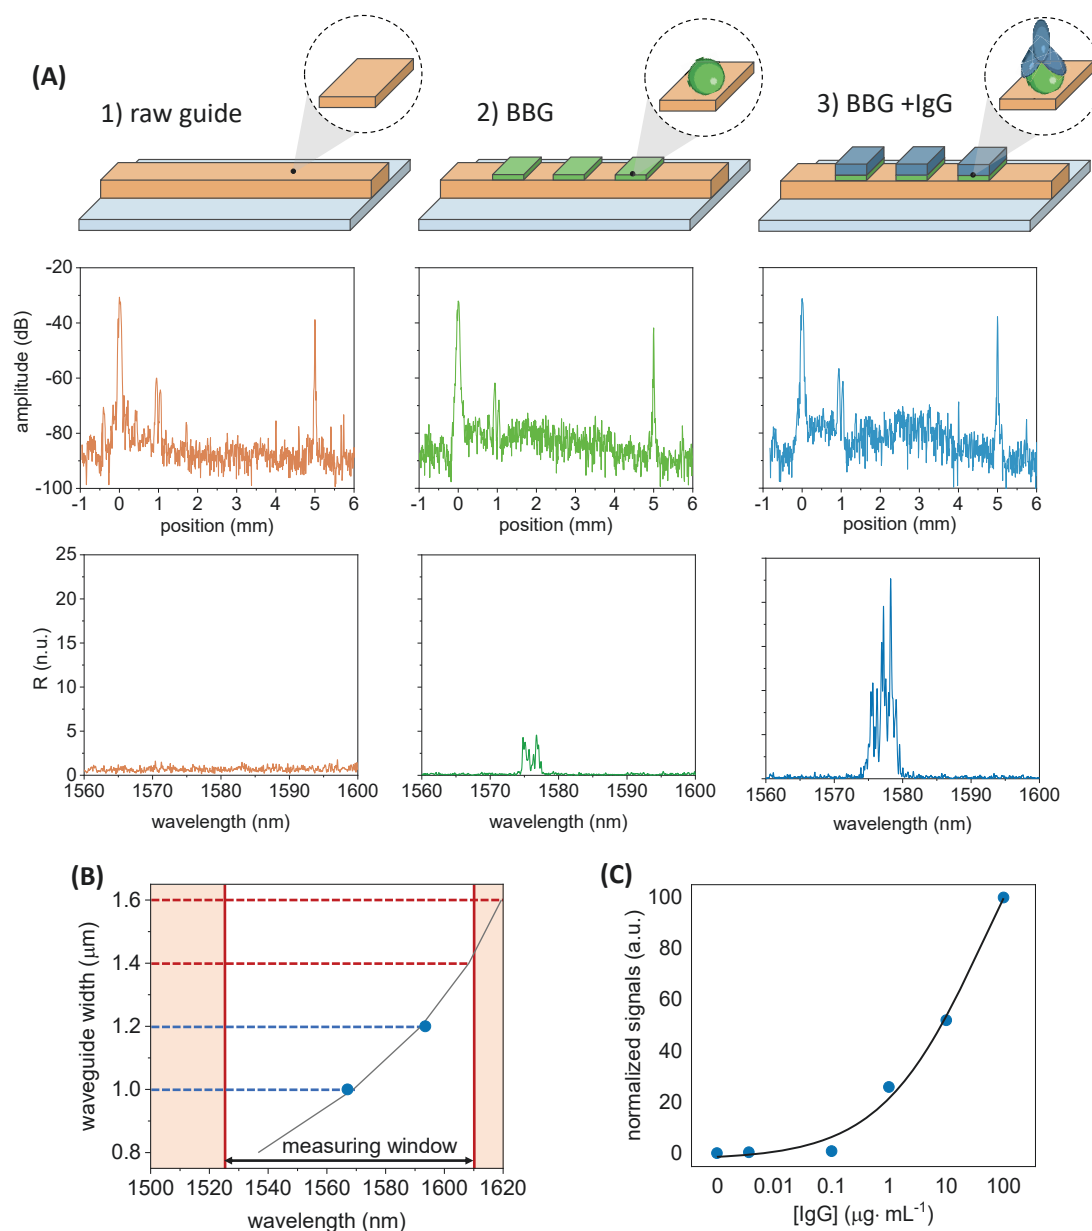 (A)
1) raw guide
2) BBG
3) BBG +IgG
amplitude (dB)
-20
-40
-60
-80
-100
-1 0 1 2 3 4 5 6
position (mm)
-1 0 1 2 3 4 5 6
position (mm)
-1 0 1 2 3 4 5 6
position (mm)
R (n.u.)
25
20
15
10
5
0
1560 1570 1580 1590 1600
wavelength (nm)
1560 1570 1580 1590 1600
wavelength (nm)
1560 1570 1580 1590 1600
wavelength (nm)
(B)
waveguide width (μm)
1.6
1.4
1.2
1.0
0.8
measuring window
1500 1520 1540 1560 1580 1600 1620
wavelength (nm)
(C)
normalized signals (a.u.)
100
80
60
40
20
0
0 0.01 0.1 1 10 100
[IgG] (μg· mL⁻¹)